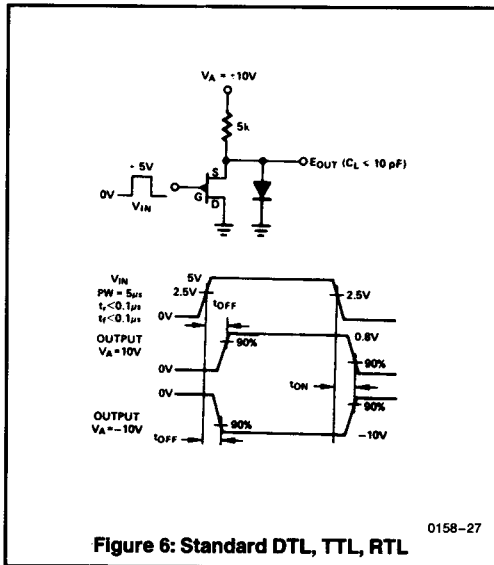 VA = ±10V
5k
EOUT (CL < 10 pF)
S
G
D
+5V
0V
VIN
VIN
PW = 5μs
tr<0.1μs
tf<0.1μs
5V
2.5V
0V
2.5V
tOFF
OUTPUT
VA=10V
0V
90%
0.8V
90%
tON
0V
OUTPUT
VA=-10V
tOFF
90%
90%
-10V
0158-27
Figure 6: Standard DTL, TTL, RTL